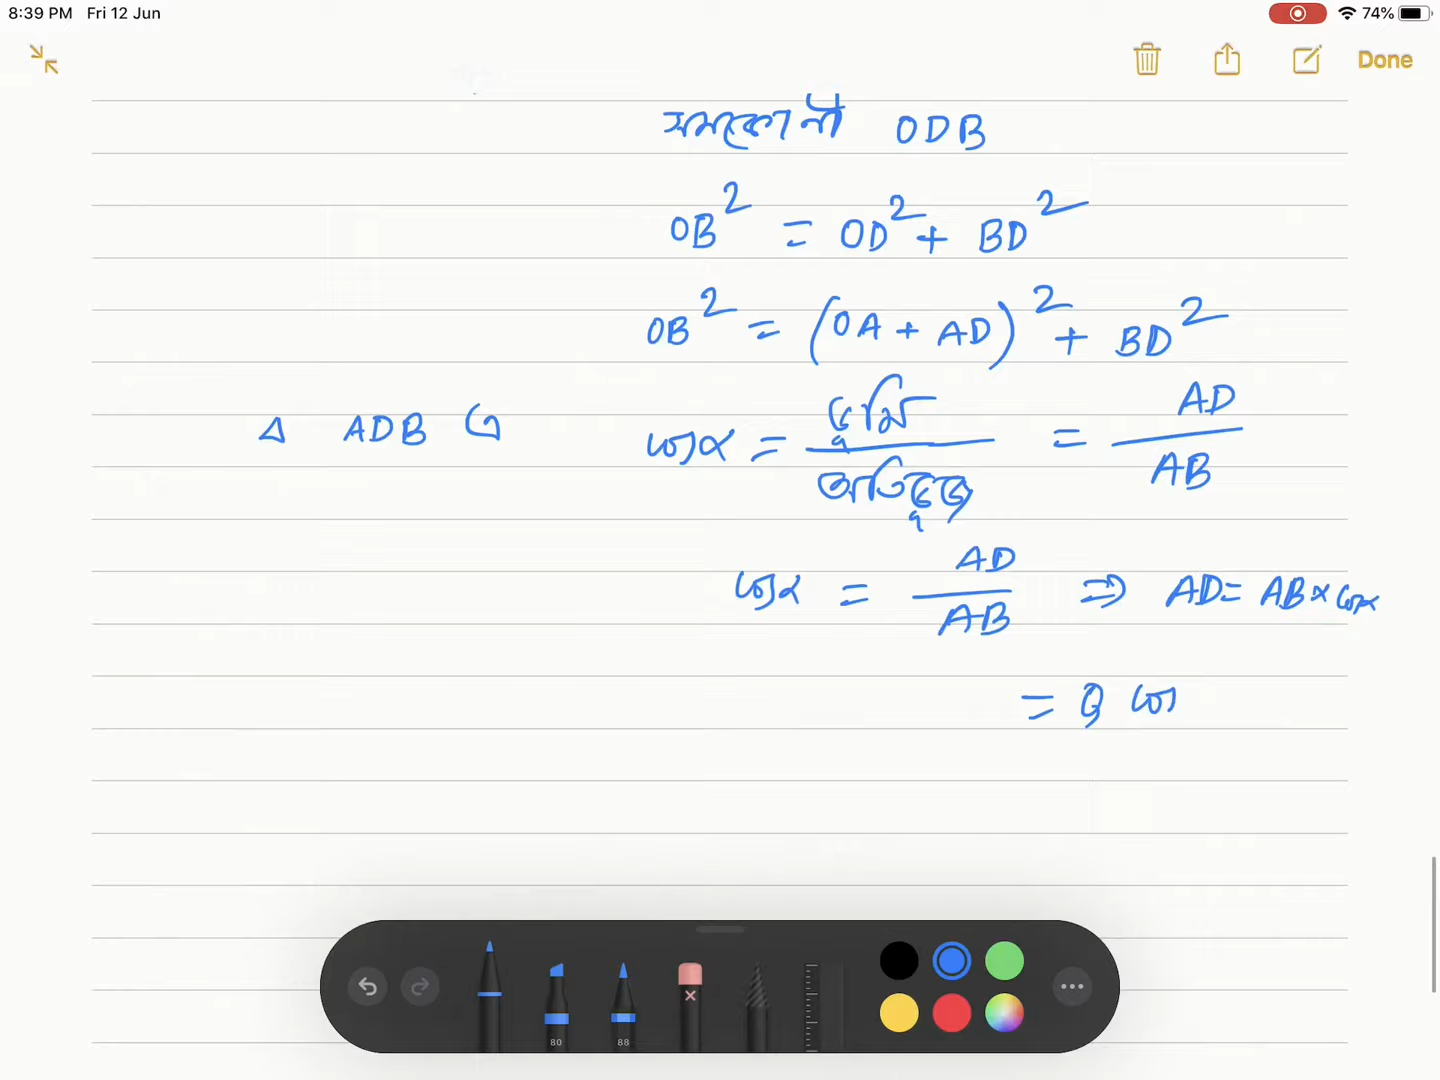 8:39 PM Fri 12 Jun 74%
Done
সমকোণী ODB
OB² = OD² + BD²
OB² = (OA + AD)² + BD²
Δ ADB এ cosα = ভূমি / অতিভুজ = AD / AB
cosα = AD / AB ⇒ AD = AB × cosα
= Q cos
80 88